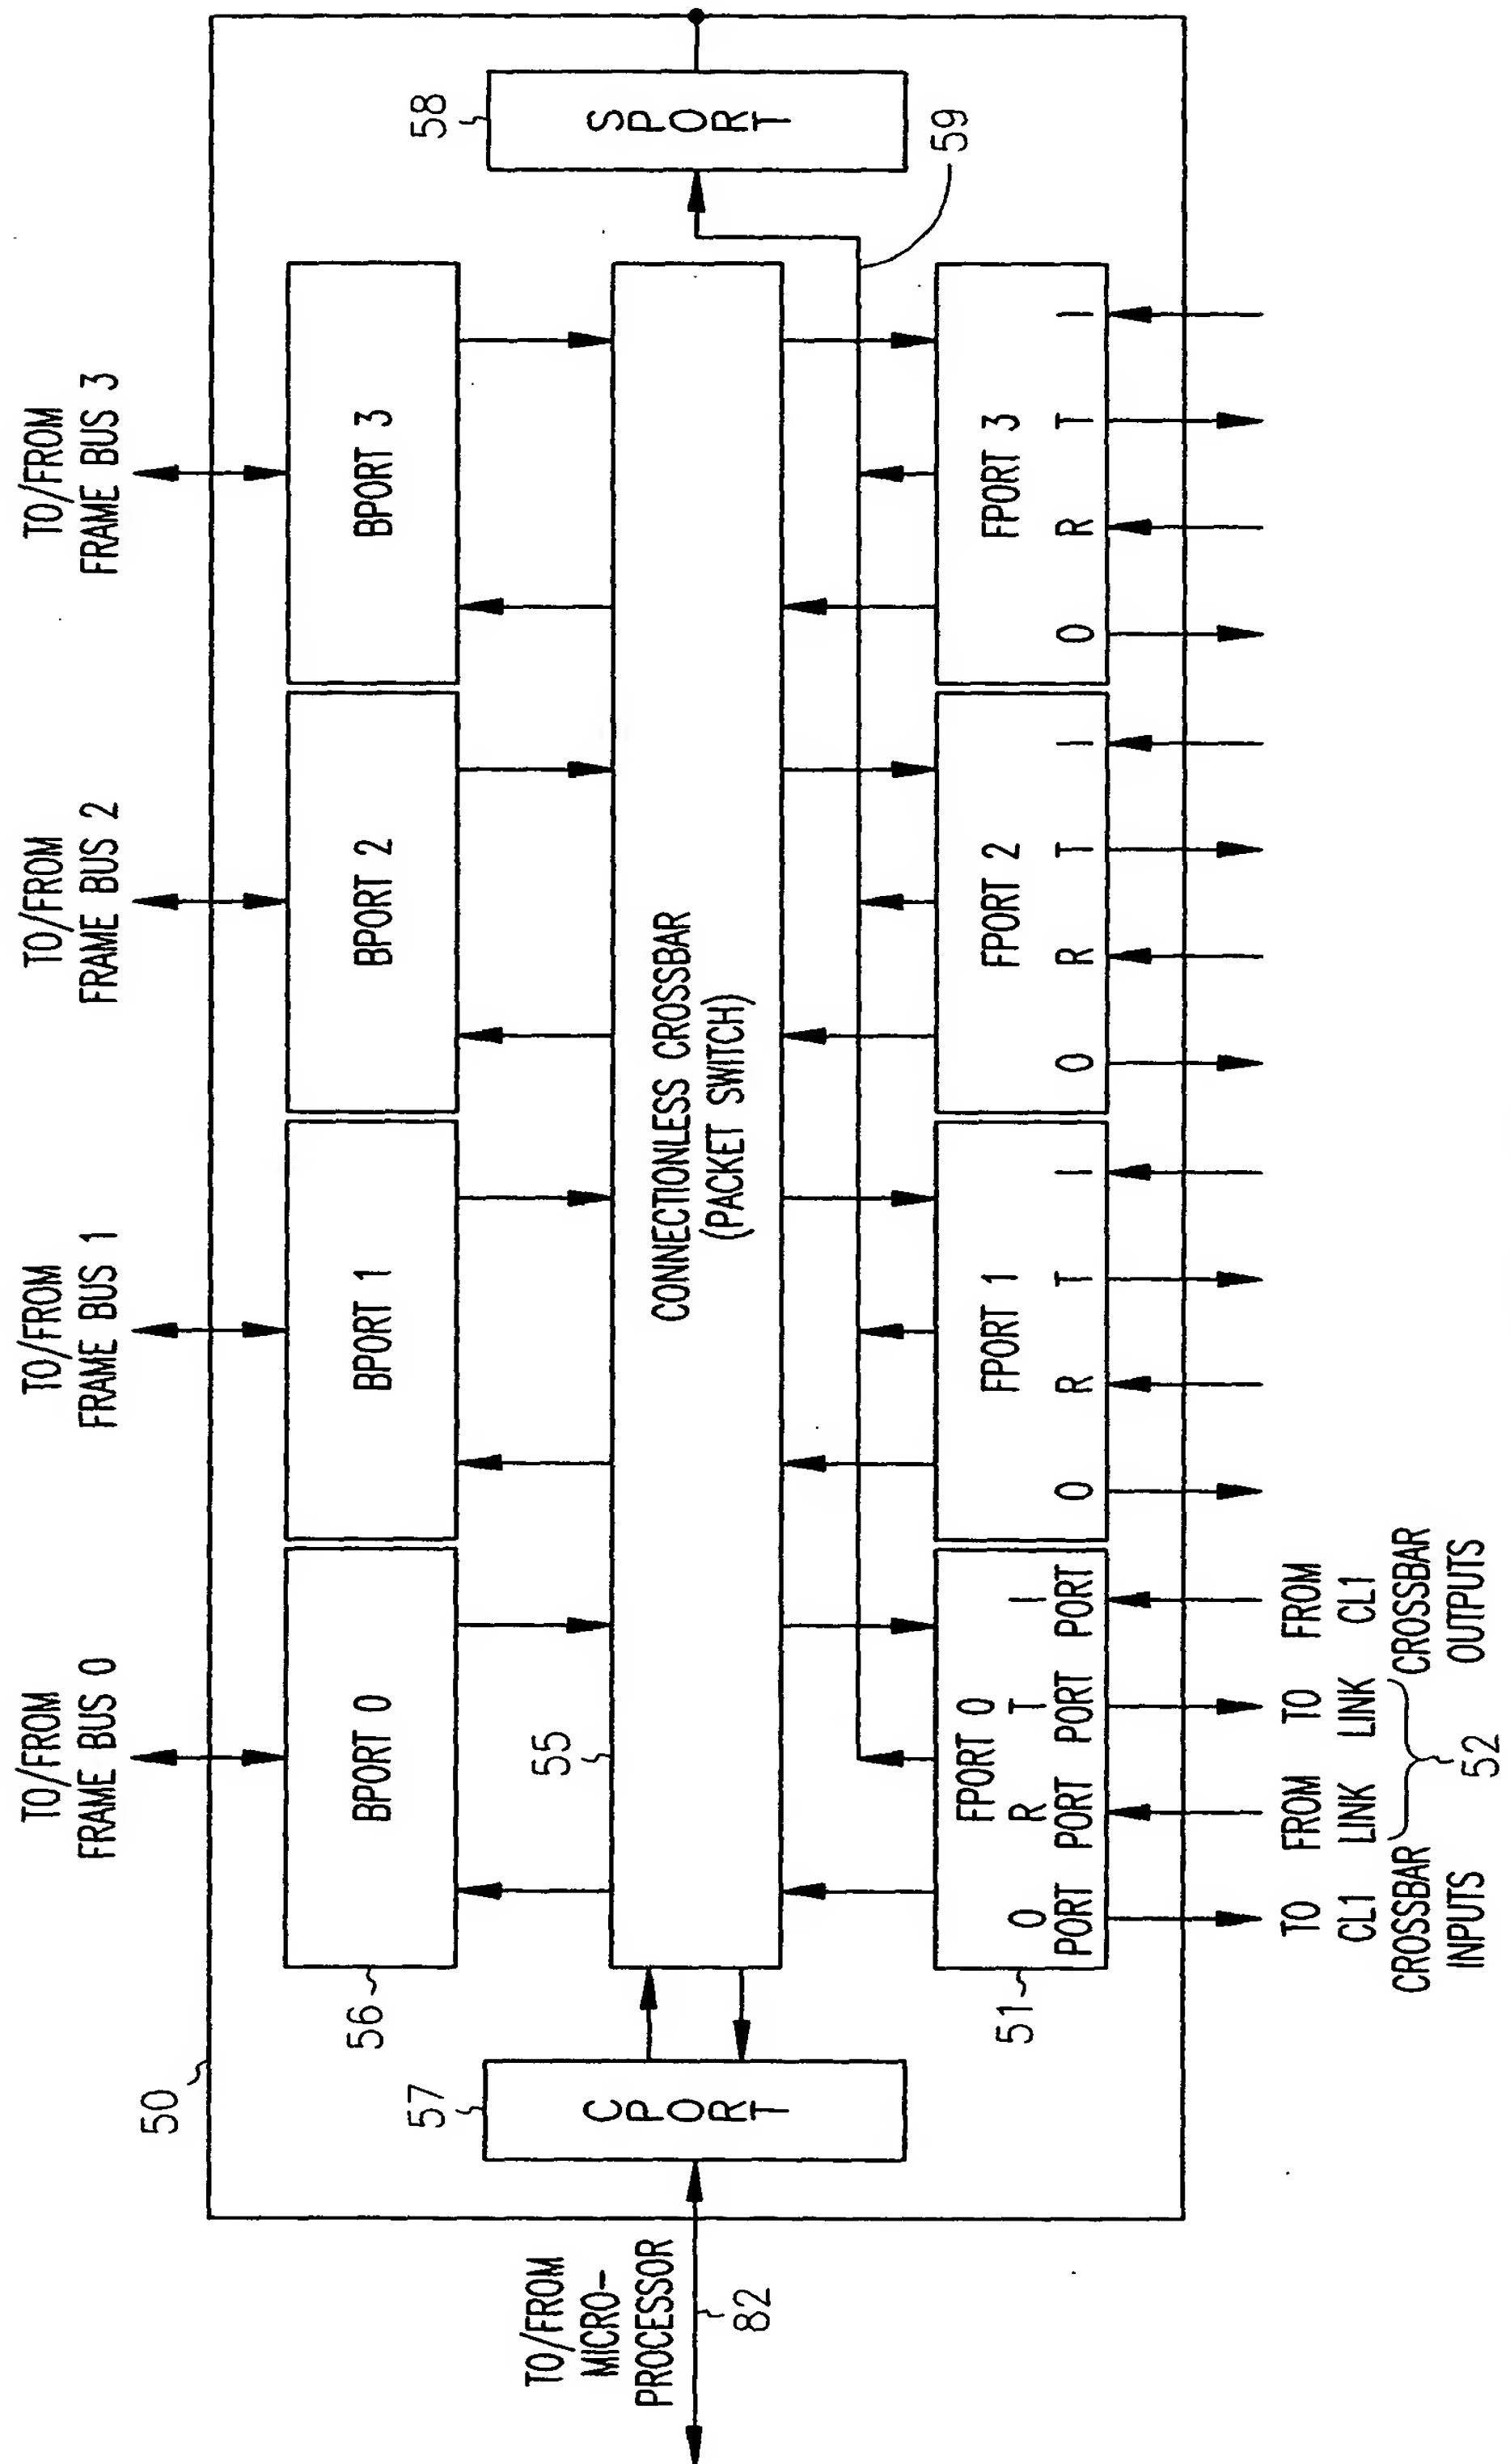 TO/FROM
FRAME BUS 0
TO/FROM
FRAME BUS 1
TO/FROM
FRAME BUS 2
TO/FROM
FRAME BUS 3
50
56
BPORT 0
BPORT 1
BPORT 2
BPORT 3
57
CPORT
58
SPORT
TO/FROM
MICRO-
PROCESSOR
82
55
CONNECTIONLESS CROSSBAR
(PACKET SWITCH)
59
51
FPORT 0
O
PORT
R
PORT
T
PORT
I
PORT
FPORT 1
O R T I
FPORT 2
O R T I
FPORT 3
O R T I
TO
CL1
CROSSBAR
INPUTS
FROM
LINK
TO
LINK
52
FROM
CL1
CROSSBAR
OUTPUTS